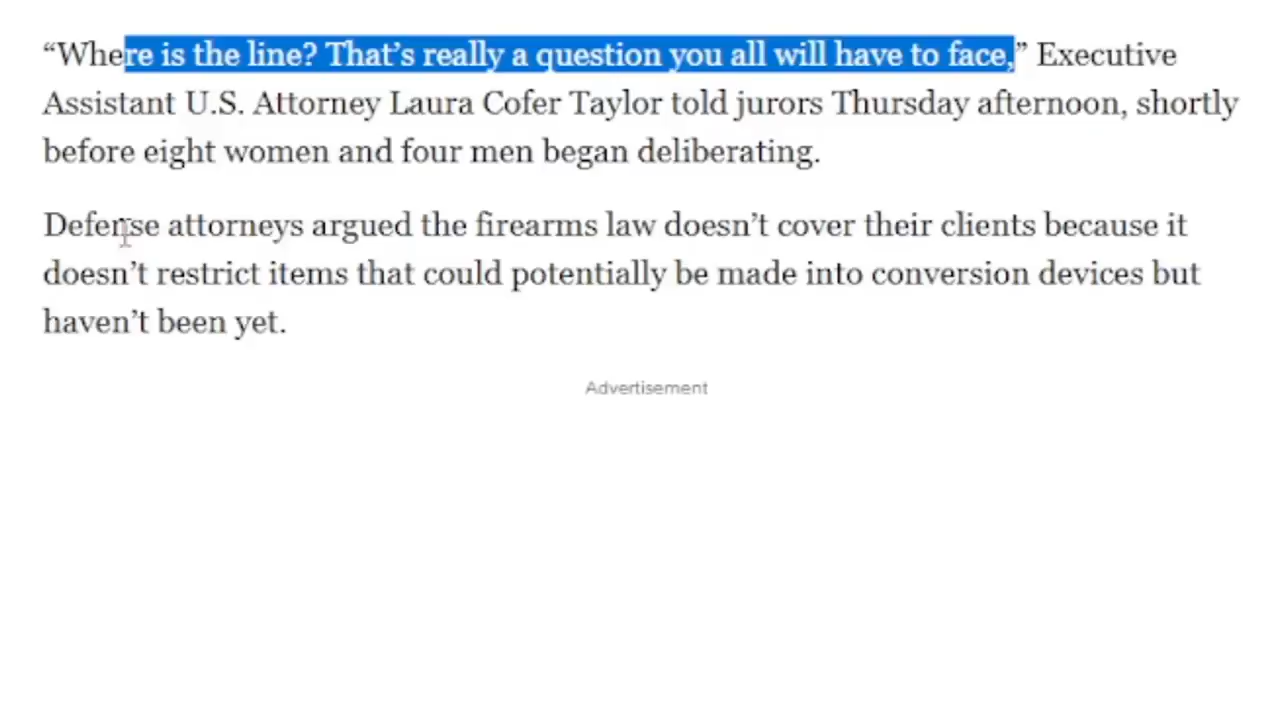 “Where is the line? That’s really a question you all will have to face,” Executive
Assistant U.S. Attorney Laura Cofer Taylor told jurors Thursday afternoon, shortly
before eight women and four men began deliberating.
Defense attorneys argued the firearms law doesn’t cover their clients because it
doesn’t restrict items that could potentially be made into conversion devices but
haven’t been yet.
Advertisement